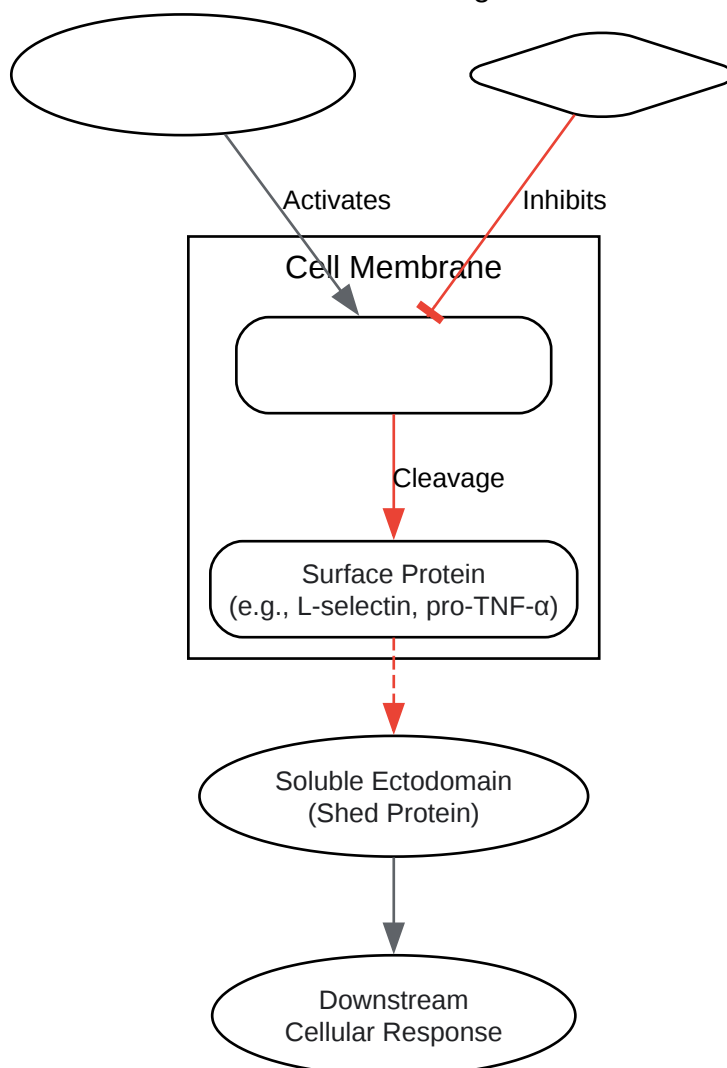 Activates
Inhibits
Cell Membrane
Cleavage
Surface Protein
(e.g., L-selectin, pro-TNF-α)
Soluble Ectodomain
(Shed Protein)
Downstream
Cellular Response